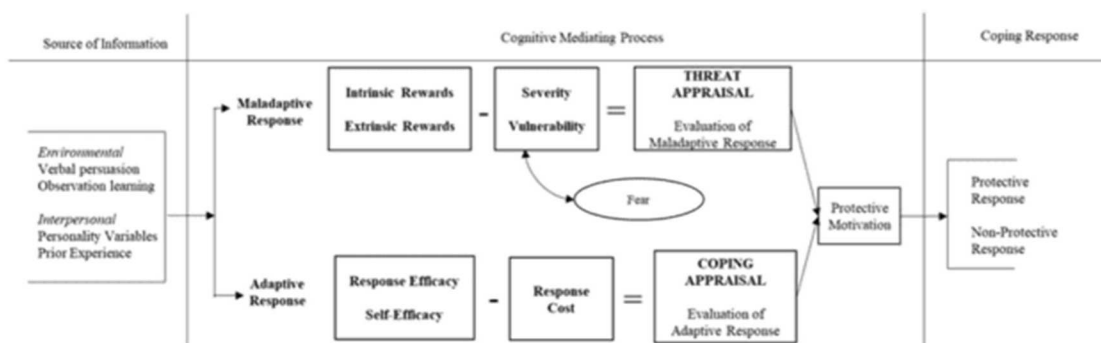 Source of Information
Cognitive Mediating Process
Coping Response
Environmental
Verbal persuasion
Observation learning
Interpersonal
Personality Variables
Prior Experience
Maladaptive
Response
Intrinsic Rewards
Extrinsic Rewards
-
Severity
Vulnerability
=
THREAT
APPRAISAL
Evaluation of
Maladaptive Response
Fear
Adaptive
Response
Response Efficacy
Self-Efficacy
-
Response
Cost
=
COPING
APPRAISAL
Evaluation of
Adaptive Response
Protective
Motivation
Protective
Response
Non-Protective
Response